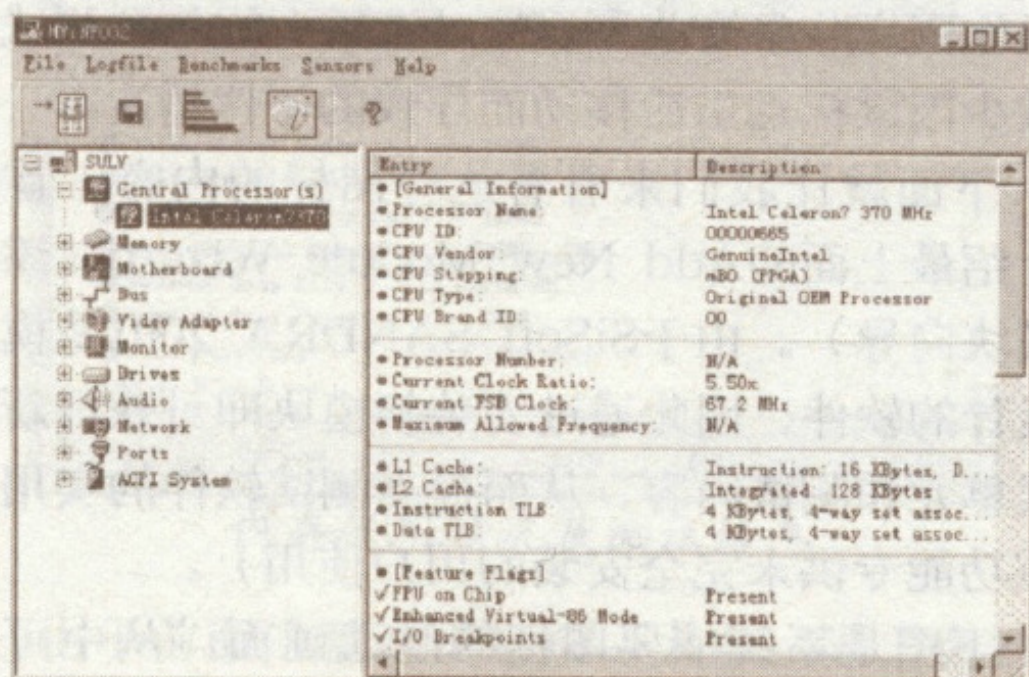 HWiNFO32
File Logfile Benchmarks Sensors Help
SULY
Central Processor(s)
Intel Celeron?370
Memory
Motherboard
Bus
Video Adapter
Monitor
Drives
Audio
Network
Ports
ACPI System
Entry Description
[General Information]
Processor Name: Intel Celeron? 370 MHz
CPU ID: 00000665
CPU Vendor: GenuineIntel
CPU Stepping: mB0 (PPGA)
CPU Type: Original OEM Processor
CPU Brand ID: 00
Processor Number: N/A
Current Clock Ratio: 5.50x
Current FSB Clock: 67.2 MHz
Maximum Allowed Frequency: N/A
L1 Cache: Instruction: 16 KBytes, D...
L2 Cache: Integrated: 128 KBytes
Instruction TLB: 4 KBytes, 4-way set assoc...
Data TLB: 4 KBytes, 4-way set assoc...
[Feature Flags]
FPU on Chip Present
Enhanced Virtual-86 Mode Present
I/O Breakpoints Present